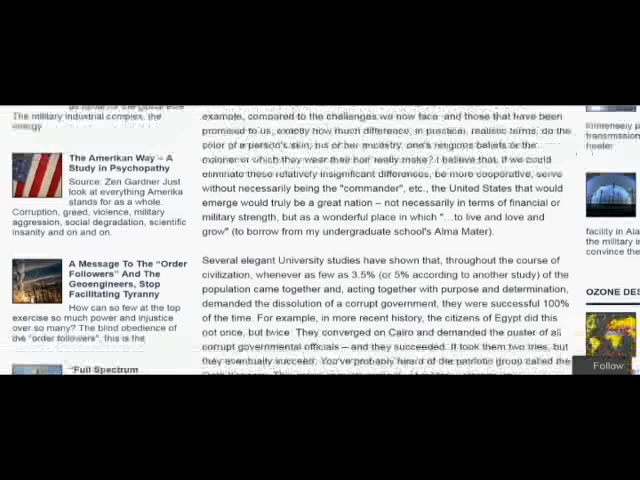 The military industrial complex, the
energy
The Amerikan Way – A
Study in Psychopathy
Source: Zen Gardner Just
look at everything Amerika
stands for as a whole.
Corruption, greed, violence, military
aggression, social degradation, scientific
insanity and on and on.
A Message To The "Order
Followers" And The
Geoengineers, Stop
Facilitating Tyranny
How can so few at the top
exercise so much power and injustice
over so many? The blind obedience of
the "order followers", this is the
Full Spectrum
example, compared to the challenges we now face and those that have been
promised to us, exactly how much difference, in practical, realistic terms, do the
color of a person's skin, his or her ancestry, one's religious beliefs or the
manner in which they wear their hair really make? I believe that, if we could
eliminate these relatively insignificant differences, be more cooperative, serve
without necessarily being the "commander", etc., the United States that would
emerge would truly be a great nation – not necessarily in terms of financial or
military strength, but as a wonderful place in which "...to live and love and
grow" (to borrow from my undergraduate school's Alma Mater).
Several elegant University studies have shown that, throughout the course of
civilization, whenever as few as 3.5% (or 5% according to another study) of the
population came together and, acting together with purpose and determination,
demanded the dissolution of a corrupt government, they were successful 100%
of the time. For example, in more recent history, the citizens of Egypt did this
not once, but twice. They converged on Cairo and demanded the ouster of all
corrupt governmental officials – and they succeeded. It took them two tries, but
they eventually succeed. You've probably heard of the patriotic group called the
immensely p
transmission
heater
facility in Ala
the military in
convince the
OZONE DES
Follow